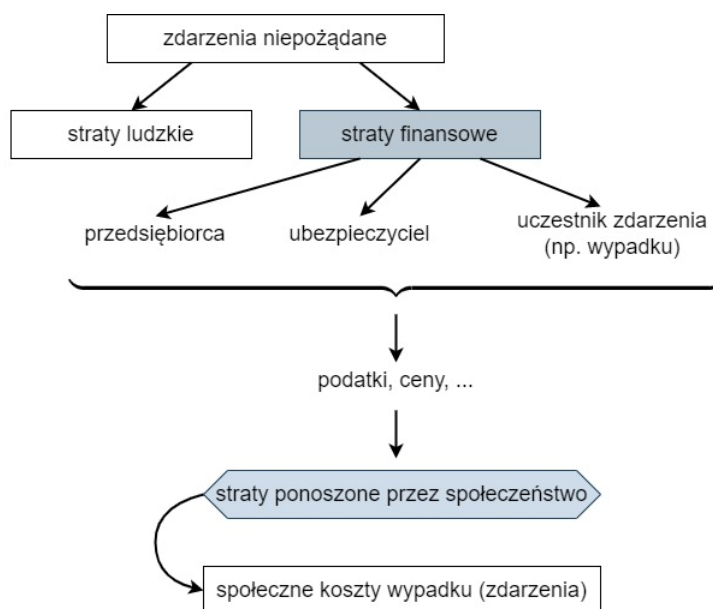 zdarzenia niepożądane
straty ludzkie
straty finansowe
przedsiębiorca
ubezpieczyciel
uczestnik zdarzenia
(np. wypadku)
podatki, ceny, ...
straty ponoszone przez społeczeństwo
społeczne koszty wypadku (zdarzenia)